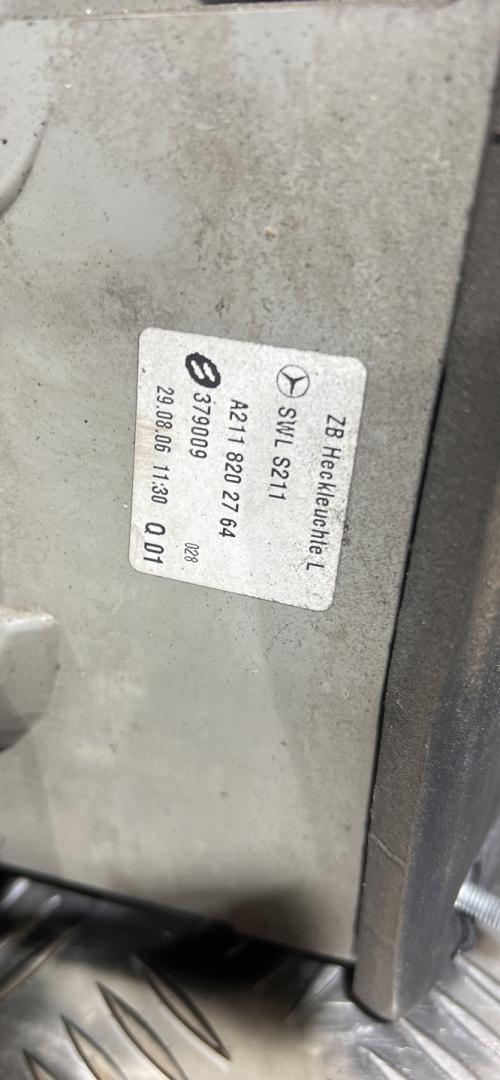 ZB Heckleuchte L
SWL S211
A211 820 27 64
379009
028
29.08.06 11:30 Q 01